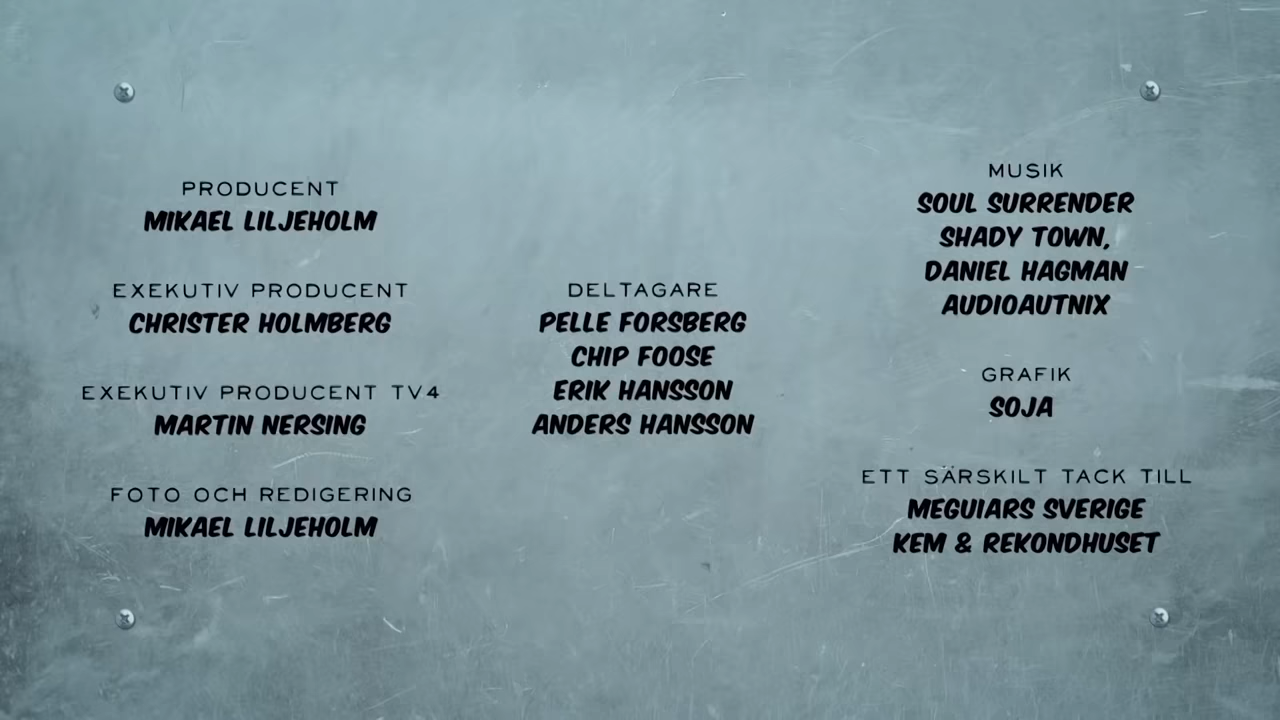 PRODUCENT
MIKAEL LILJEHOLM
EXEKUTIV PRODUCENT
CHRISTER HOLMBERG
EXEKUTIV PRODUCENT TV4
MARTIN NERSING
FOTO OCH REDIGERING
MIKAEL LILJEHOLM
DELTAGARE
PELLE FORSBERG
CHIP FOOSE
ERIK HANSSON
ANDERS HANSSON
MUSIK
SOUL SURRENDER
SHADY TOWN,
DANIEL HAGMAN
AUDIOAUTNIX
GRAFIK
SOJA
ETT SÄRSKILT TACK TILL
MEGUIARS SVERIGE
KEM & REKONDHUSET